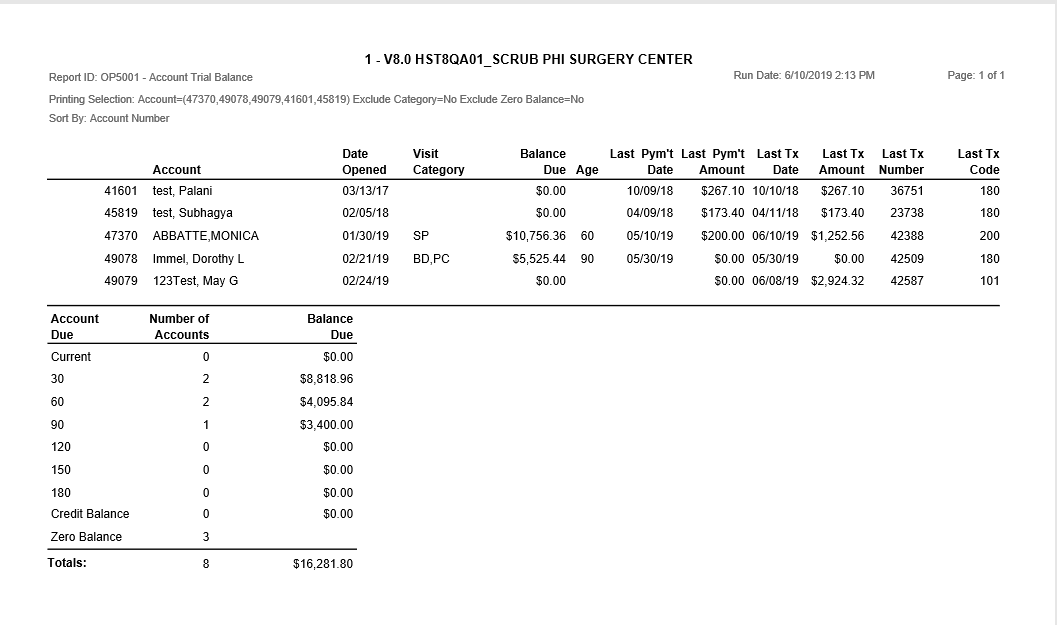 1 - V8.0 HST8QA01_SCRUB PHI SURGERY CENTER
Report ID: OP5001 - Account Trial Balance Run Date: 6/10/2019 2:13 PM Page: 1 of 1
Printing Selection: Account=(47370,49078,49079,41601,45819) Exclude Category=No Exclude Zero Balance=No
Sort By: Account Number
Date Visit Balance Last Pym't Last Pym't Last Tx Last Tx Last Tx Last Tx
Account Opened Category Due Age Date Amount Date Amount Number Code
41601 test, Palani 03/13/17 $0.00 10/09/18 $267.10 10/10/18 $267.10 36751 180
45819 test, Subhagya 02/05/18 $0.00 04/09/18 $173.40 04/11/18 $173.40 23738 180
47370 ABBATTE,MONICA 01/30/19 SP $10,756.36 60 05/10/19 $200.00 06/10/19 $1,252.56 42388 200
49078 Immel, Dorothy L 02/21/19 BD,PC $5,525.44 90 05/30/19 $0.00 05/30/19 $0.00 42509 180
49079 123Test, May G 02/24/19 $0.00 $0.00 06/08/19 $2,924.32 42587 101
Account Number of Balance
Due Accounts Due
Current 0 $0.00
30 2 $8,818.96
60 2 $4,095.84
90 1 $3,400.00
120 0 $0.00
150 0 $0.00
180 0 $0.00
Credit Balance 0 $0.00
Zero Balance 3
Totals: 8 $16,281.80